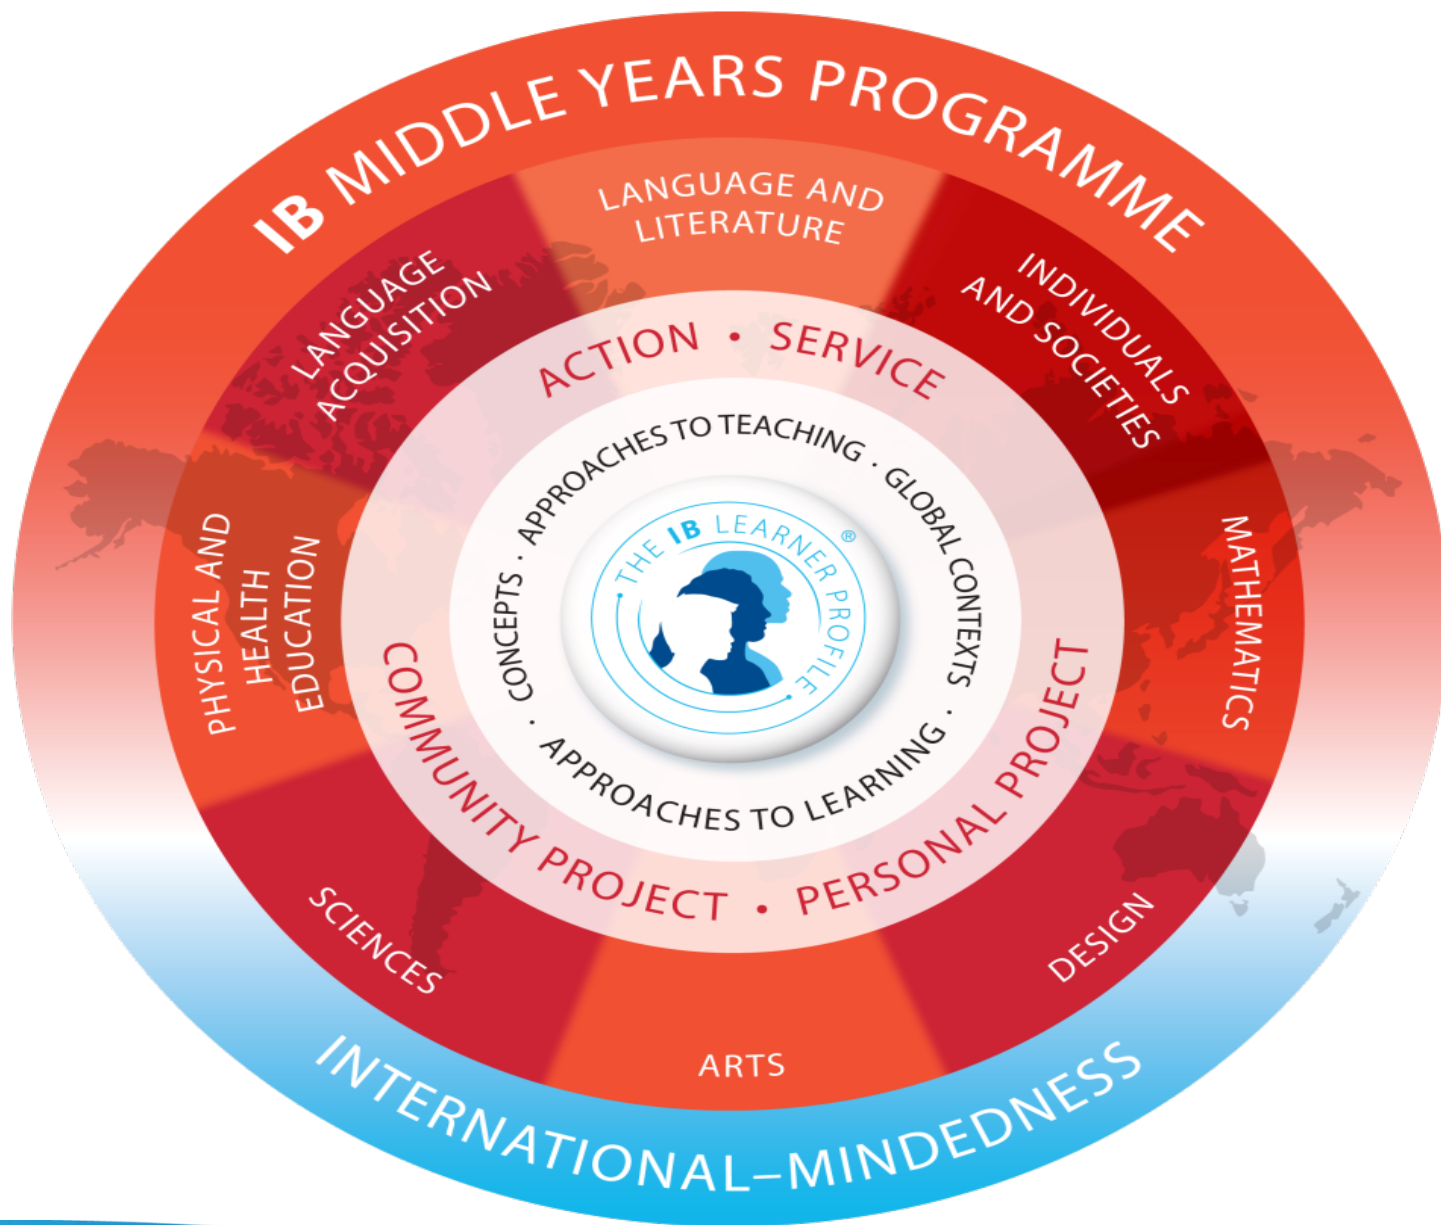 IB MIDDLE YEARS PROGRAMME
LANGUAGE AND
LITERATURE
INDIVIDUALS
AND SOCIETIES
MATHEMATICS
DESIGN
ARTS
SCIENCES
PHYSICAL AND
HEALTH
EDUCATION
LANGUAGE
ACQUISITION
ACTION • SERVICE
COMMUNITY PROJECT • PERSONAL PROJECT
CONCEPTS · APPROACHES TO TEACHING · GLOBAL CONTEXTS ·
· APPROACHES TO LEARNING
THE IB LEARNER PROFILE ®
INTERNATIONAL–MINDEDNESS